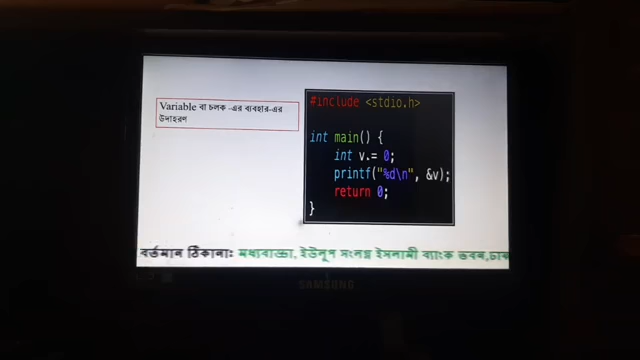 Variable বা চলক -এর ব্যবহার-এর
উদাহরণ
#include <stdio.h>
int main() {
int v = 0;
printf("%d\n", &v);
return 0;
}
বর্তমান ঠিকানাঃ মধ্যবাড্ডা, ইউলুপ সংলগ্ন ইসলামী ব্যাংক ভবন,ঢাক
SAMSUNG